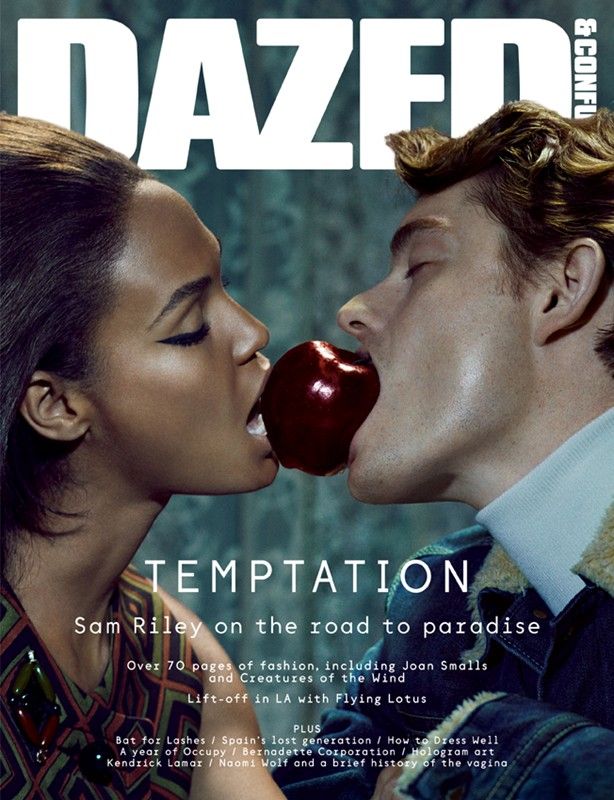 DAZED
& CONFU
TEMPTATION
Sam Riley on the road to paradise
Over 70 pages of fashion, including Joan Smalls
and Creatures of the Wind
Lift-off in LA with Flying Lotus
PLUS
Bat for Lashes / Spain's lost generation / How to Dress Well
A year of Occupy / Bernadette Corporation / Hologram art
Kendrick Lamar / Naomi Wolf and a brief history of the vagina